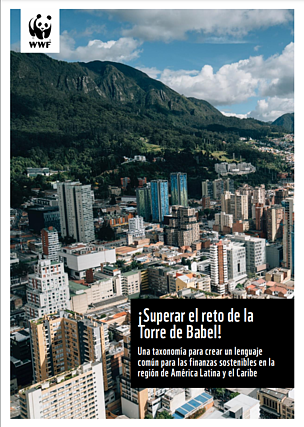 WWF
¡Superar el reto de la
Torre de Babel!
Una taxonomía para crear un lenguaje
común para las finanzas sostenibles en la
región de América Latina y el Caribe